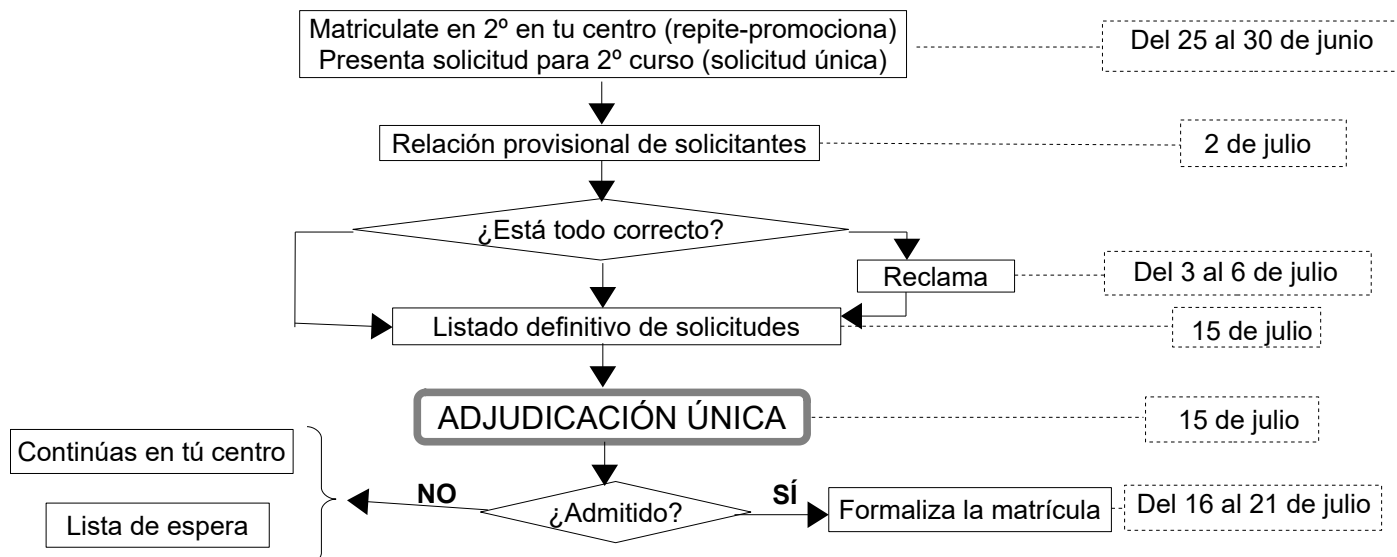 Matriculate en 2º en tu centro (repite-promociona)
Presenta solicitud para 2º curso (solicitud única)
Del 25 al 30 de junio
Relación provisional de solicitantes
2 de julio
¿Está todo correcto?
Reclama
Del 3 al 6 de julio
Listado definitivo de solicitudes
15 de julio
ADJUDICACIÓN ÚNICA
15 de julio
Continúas en tú centro
Lista de espera
NO
¿Admitido?
SÍ
Formaliza la matrícula
Del 16 al 21 de julio